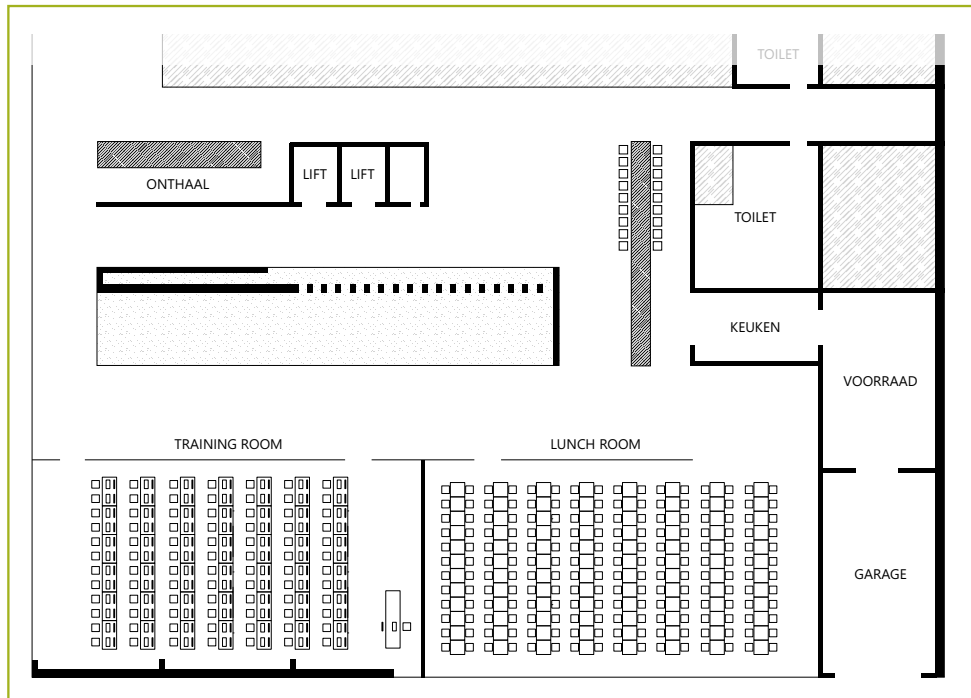 TOILET
ONTHAAL
LIFT
LIFT
TOILET
KEUKEN
VOORRAAD
TRAINING ROOM
LUNCH ROOM
GARAGE